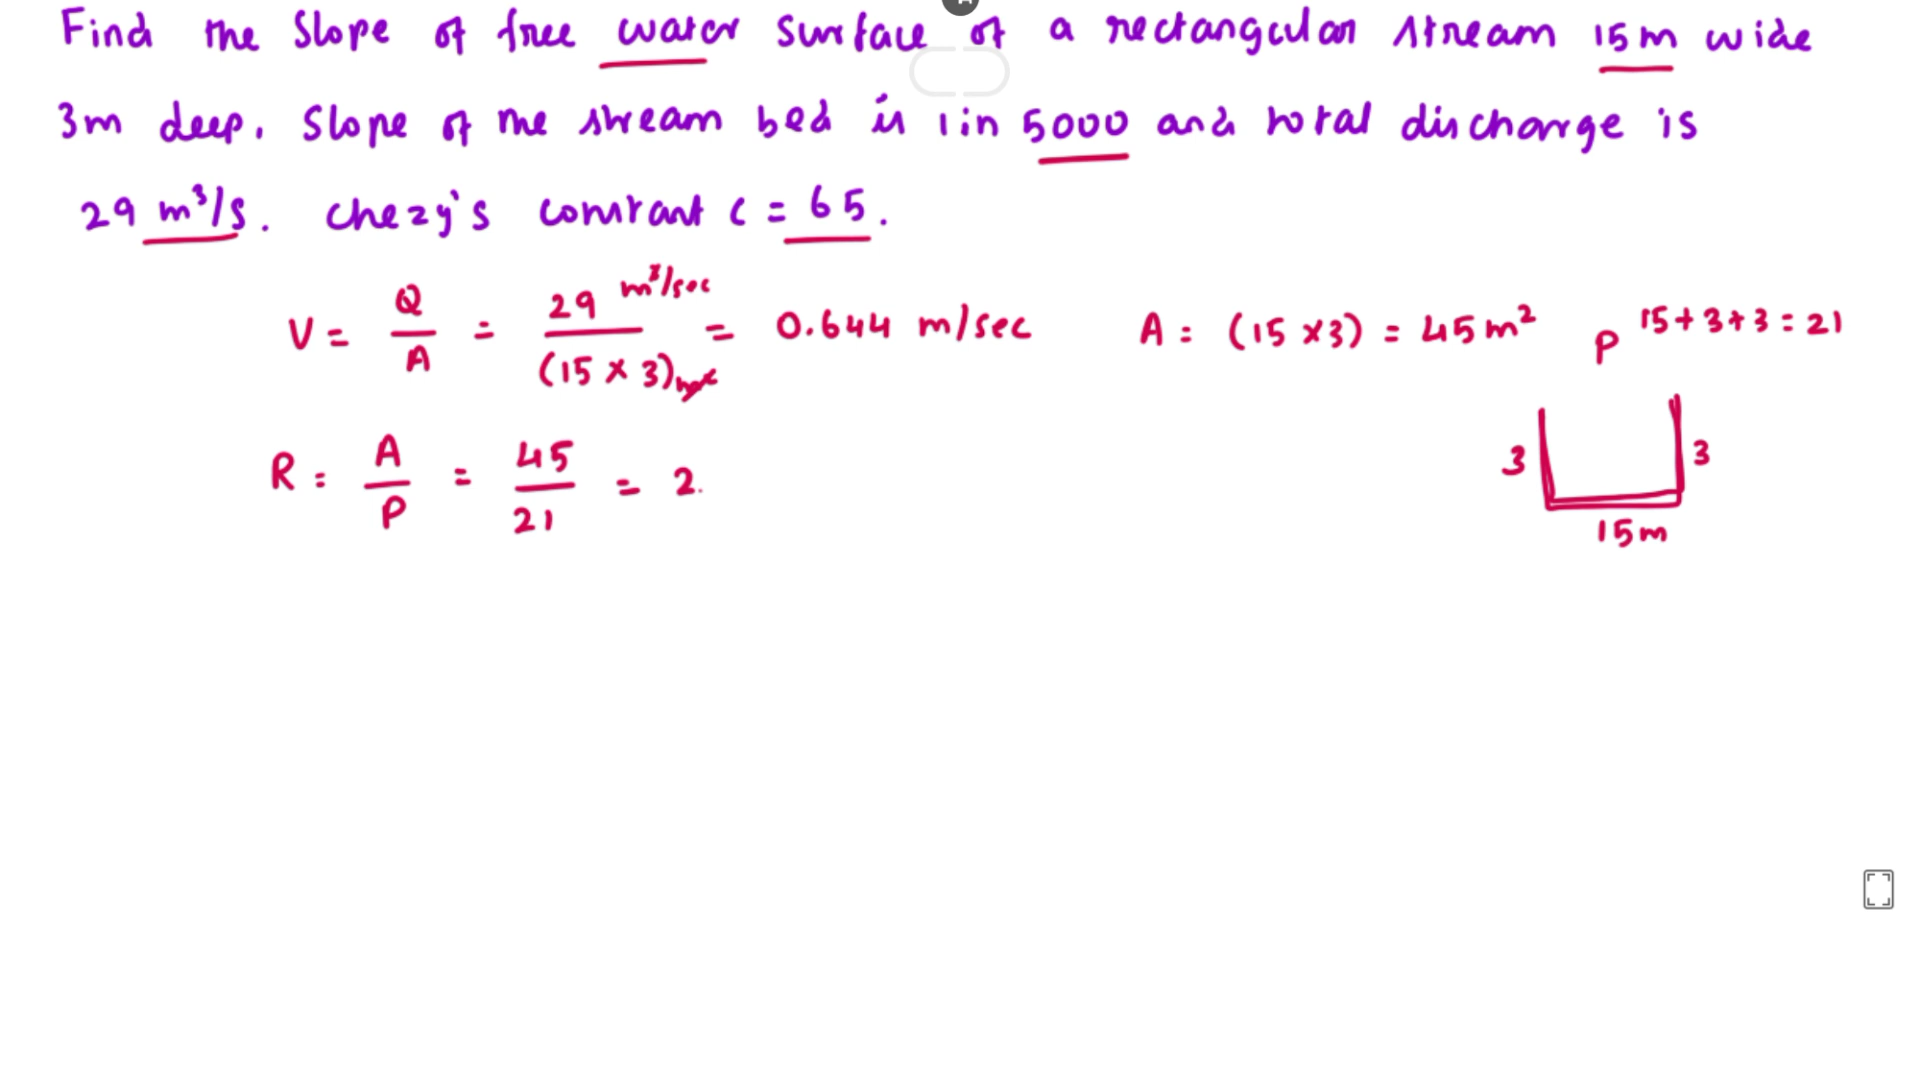 Find the slope of free water surface of a rectangular stream 15m wide
3m deep. slope of the stream bed is 1 in 5000 and total discharge is
29 m³/s. chezy's constant c = 65.
V = Q/A = 29 m³/sec / (15 × 3) = 0.644 m/sec A = (15 × 3) = 45 m² P 15+3+3 = 21
R = A/P = 45/21 = 2.
3 3
15m